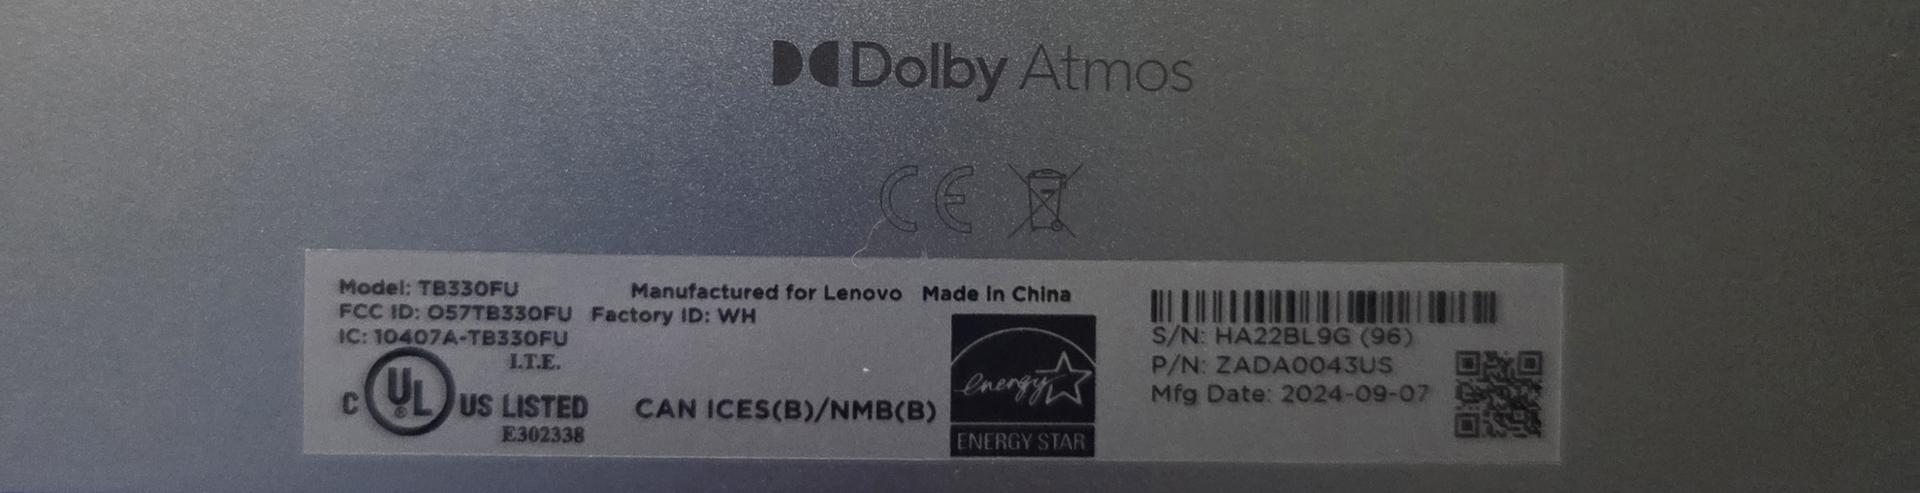 Dolby Atmos
CE
Model: TB330FU
FCC ID: O57TB330FU Factory ID: WH
IC: 10407A-TB330FU
Manufactured for Lenovo Made in China
I.T.E.
C UL® US LISTED
E302338
CAN ICES(B)/NMB(B)
energy
ENERGY STAR
S/N: HA22BL9G (96)
P/N: ZADA0043US
Mfg Date: 2024-09-07